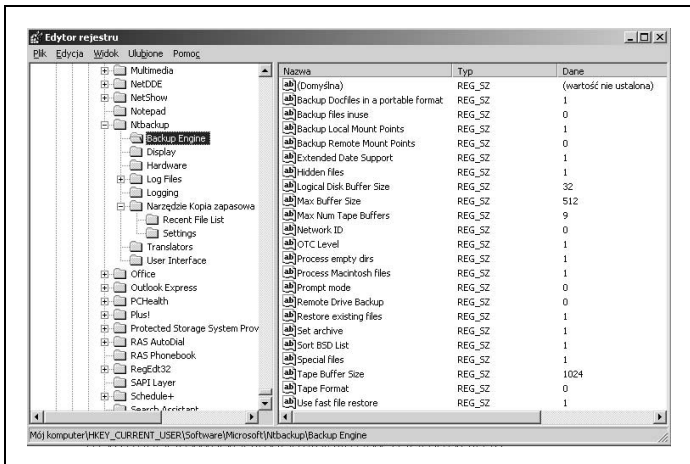 Edytor rejestru
Plik Edycja Widok Ulubione Pomoc
Multimedia
NetDDE
NetShow
Notepad
Ntbackup
Backup Engine
Display
Hardware
Log Files
Logging
Narzędzie Kopia zapasowa
Recent File List
Settings
Translators
User Interface
Office
Outlook Express
PCHealth
Plus!
Protected Storage System Prov
RAS AutoDial
RAS Phonebook
RegEdt32
SAPI Layer
Schedule+
Search Assistant
Nazwa Typ Dane
(Domyślna) REG_SZ (wartość nie ustalona)
Backup Docfiles in a portable format REG_SZ 1
Backup files inuse REG_SZ 0
Backup Local Mount Points REG_SZ 1
Backup Remote Mount Points REG_SZ 0
Extended Date Support REG_SZ 1
Hidden files REG_SZ 1
Logical Disk Buffer Size REG_SZ 32
Max Buffer Size REG_SZ 512
Max Num Tape Buffers REG_SZ 9
Network ID REG_SZ 0
OTC Level REG_SZ 1
Process empty dirs REG_SZ 1
Process Macintosh files REG_SZ 1
Prompt mode REG_SZ 0
Remote Drive Backup REG_SZ 0
Restore existing files REG_SZ 1
Set archive REG_SZ 1
Sort BSD List REG_SZ 1
Special files REG_SZ 1
Tape Buffer Size REG_SZ 1024
Tape Format REG_SZ 0
Use fast file restore REG_SZ 1
Mój komputer\HKEY_CURRENT_USER\Software\Microsoft\Ntbackup\Backup Engine